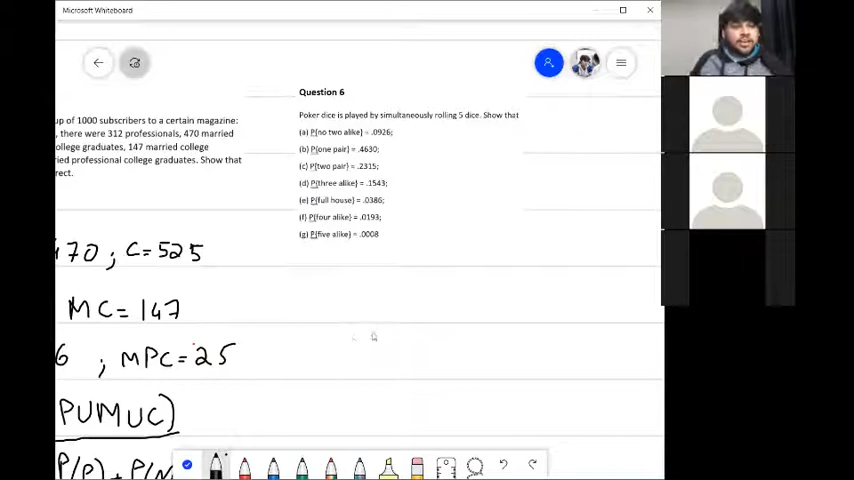 Microsoft Whiteboard
up of 1000 subscribers to a certain magazine:
, there were 312 professionals, 470 married
ollege graduates, 147 married college
ried professional college graduates. Show that
rect.
Question 6
Poker dice is played by simultaneously rolling 5 dice. Show that
(a) P{no two alike} = .0926;
(b) P{one pair} = .4630;
(c) P{two pair} = .2315;
(d) P{three alike} = .1543;
(e) P{full house} = .0386;
(f) P{four alike} = .0193;
(g) P{five alike} = .0008
470 ; C=525
MC=147
6 ; MPC=25
PUMUC)
P(P)+P(M